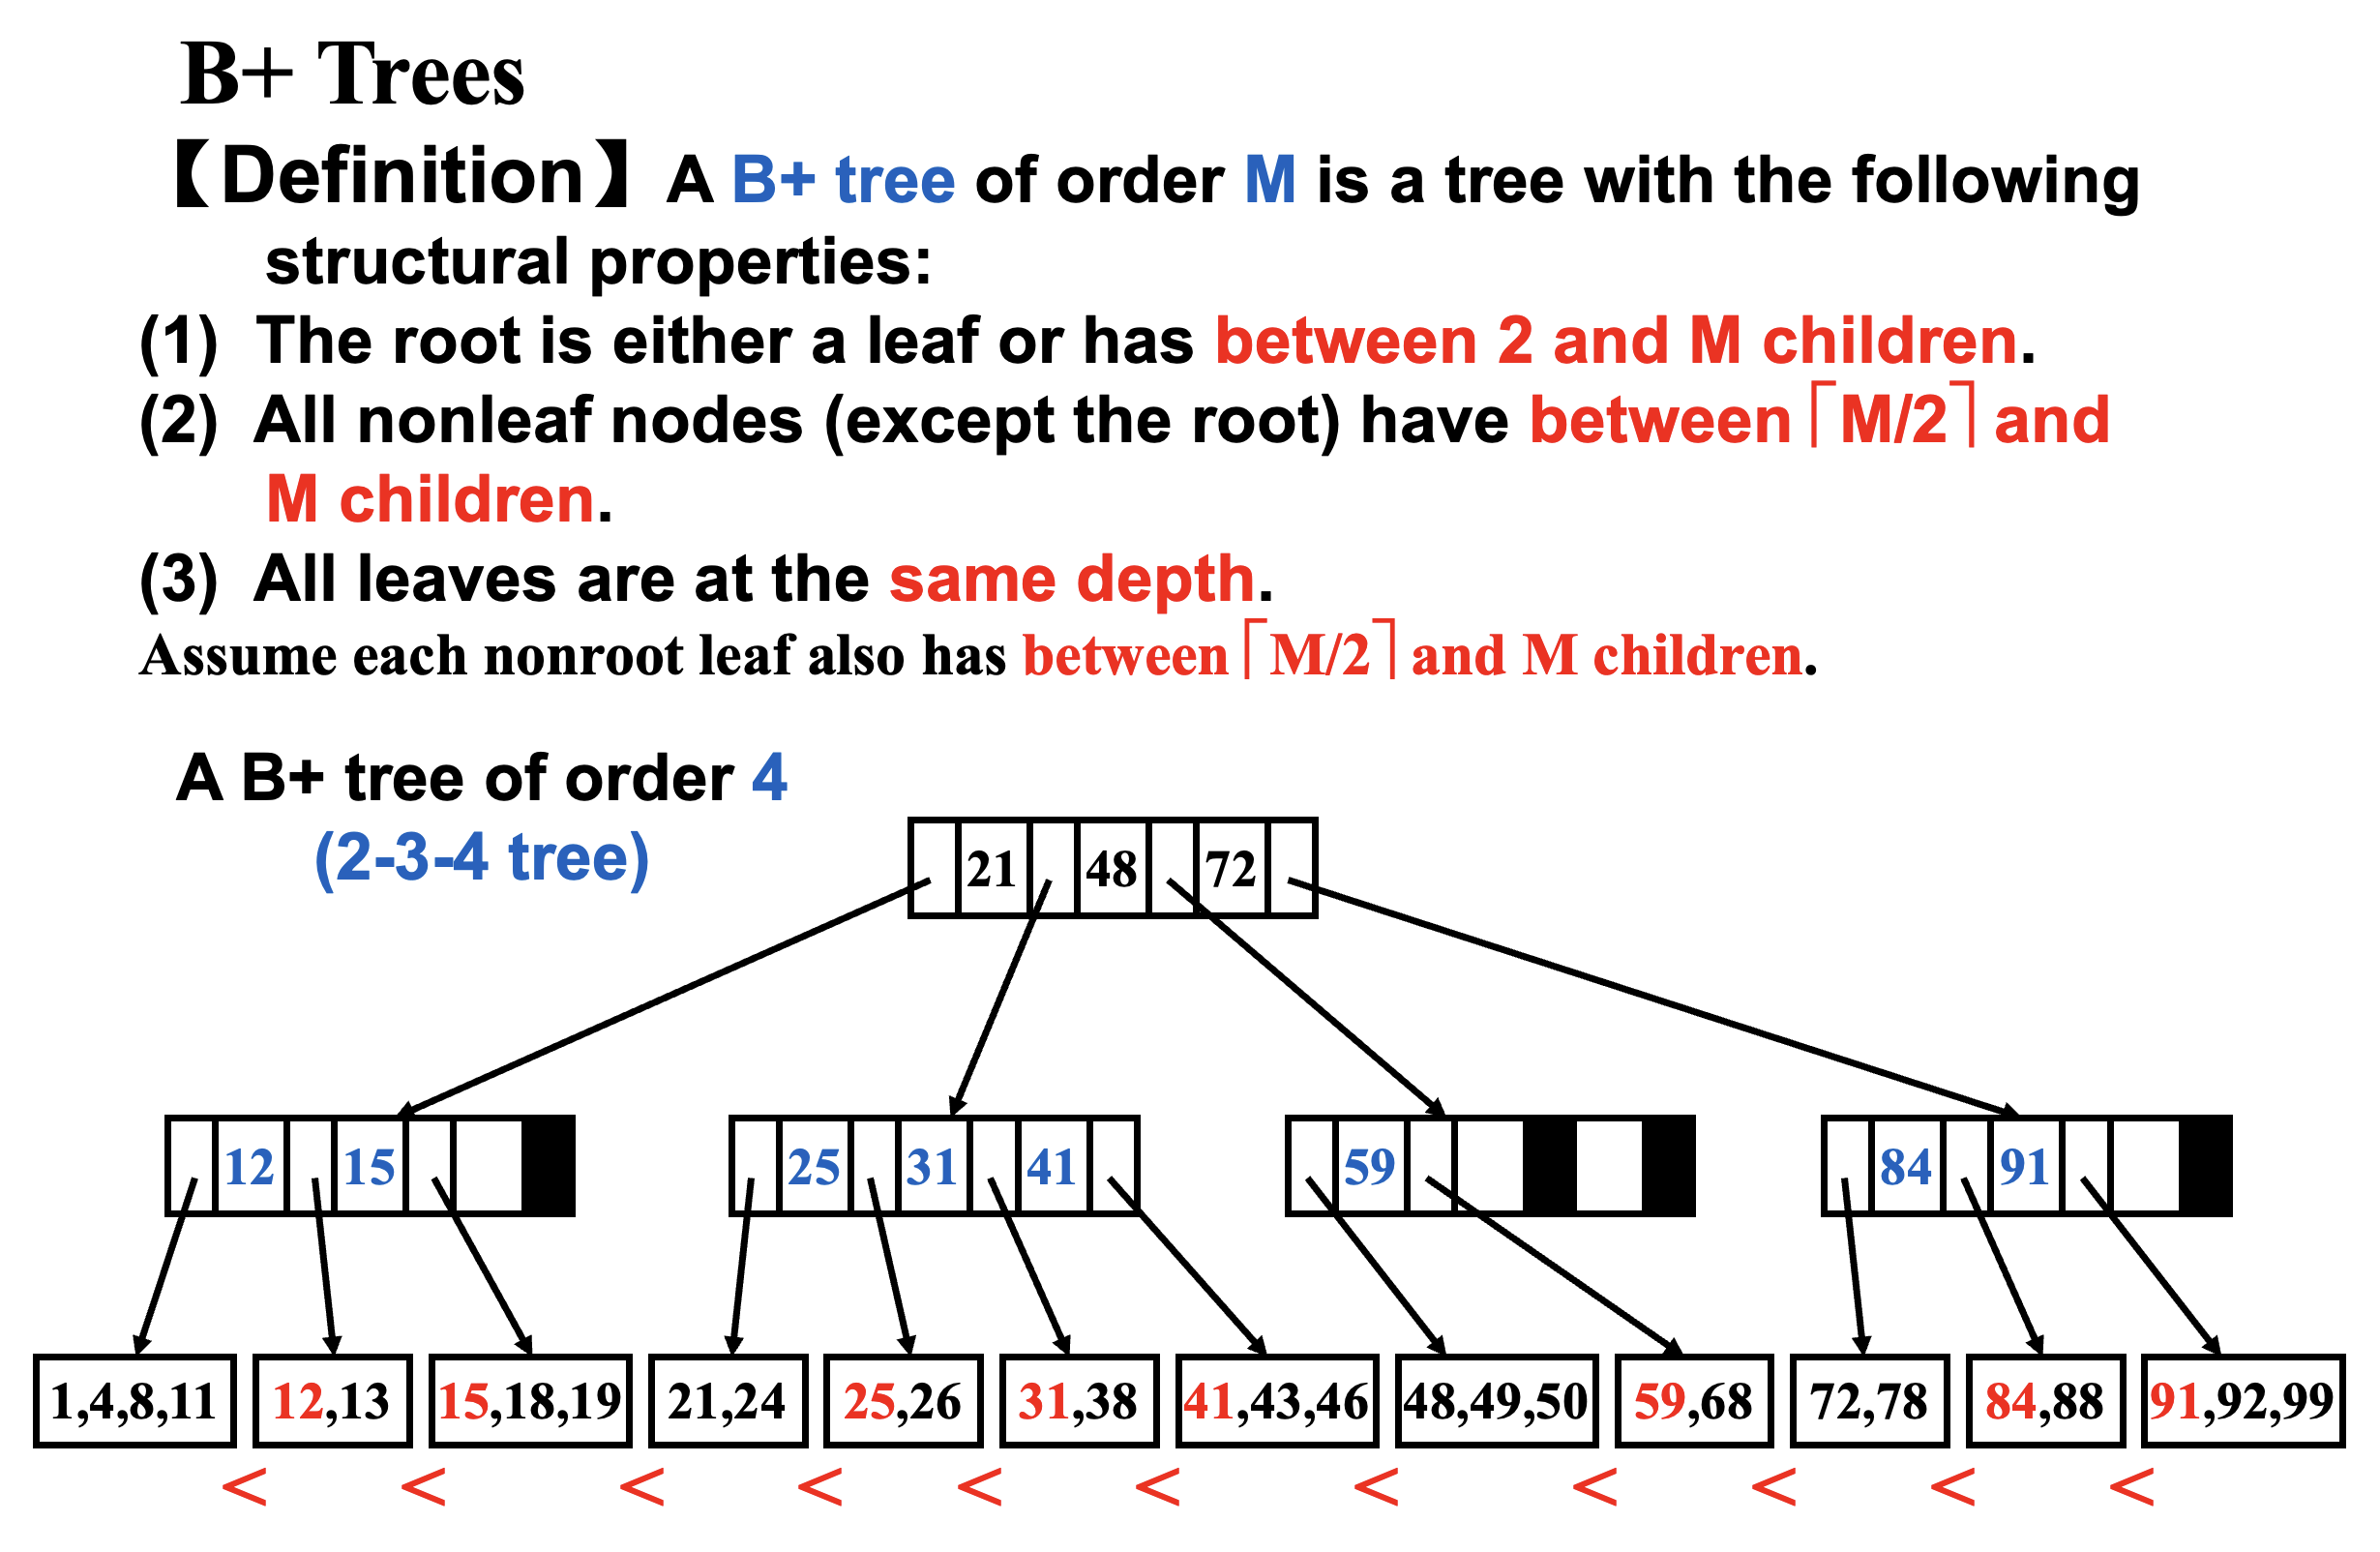 B+ Trees
【Definition】 A B+ tree of order M is a tree with the following
structural properties:
(1) The root is either a leaf or has between 2 and M children.
(2) All nonleaf nodes (except the root) have between ⌈M/2⌉ and
M children.
(3) All leaves are at the same depth.
Assume each nonroot leaf also has between ⌈M/2⌉ and M children.
A B+ tree of order 4
(2-3-4 tree)
21 48 72
12 15 25 31 41 59 84 91
1,4,8,11 12,13 15,18,19 21,24 25,26 31,38 41,43,46 48,49,50 59,68 72,78 84,88 91,92,99
< < < < < < < < < < <